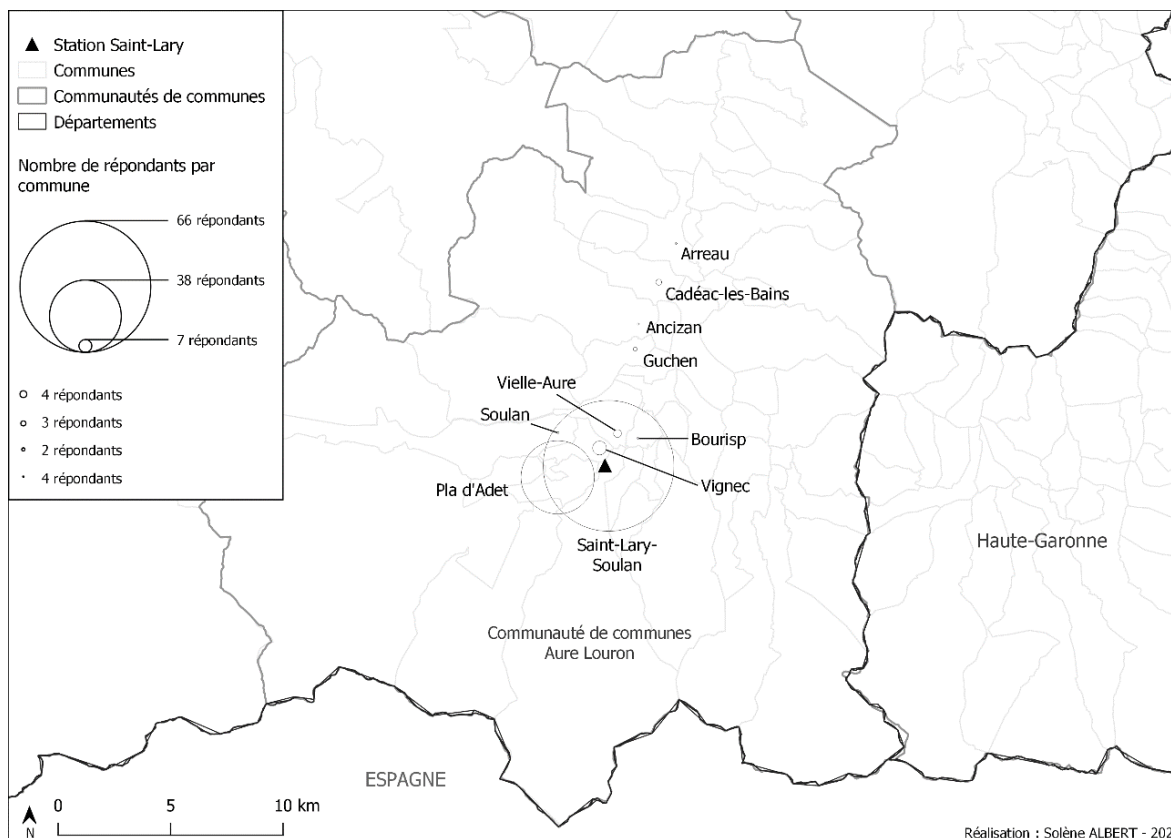 Station Saint-Lary
Communes
Communautés de communes
Départements
Nombre de répondants par
commune
66 répondants
38 répondants
7 répondants
4 répondants
3 répondants
2 répondants
4 répondants
Arreau
Cadéac-les-Bains
Ancizan
Guchen
Vielle-Aure
Soulan
Bourisp
Pla d'Adet
Vignec
Saint-Lary-
Soulan
Haute-Garonne
Communauté de communes
Aure Louron
ESPAGNE
0 5 10 km
N
Réalisation : Solène ALBERT - 202